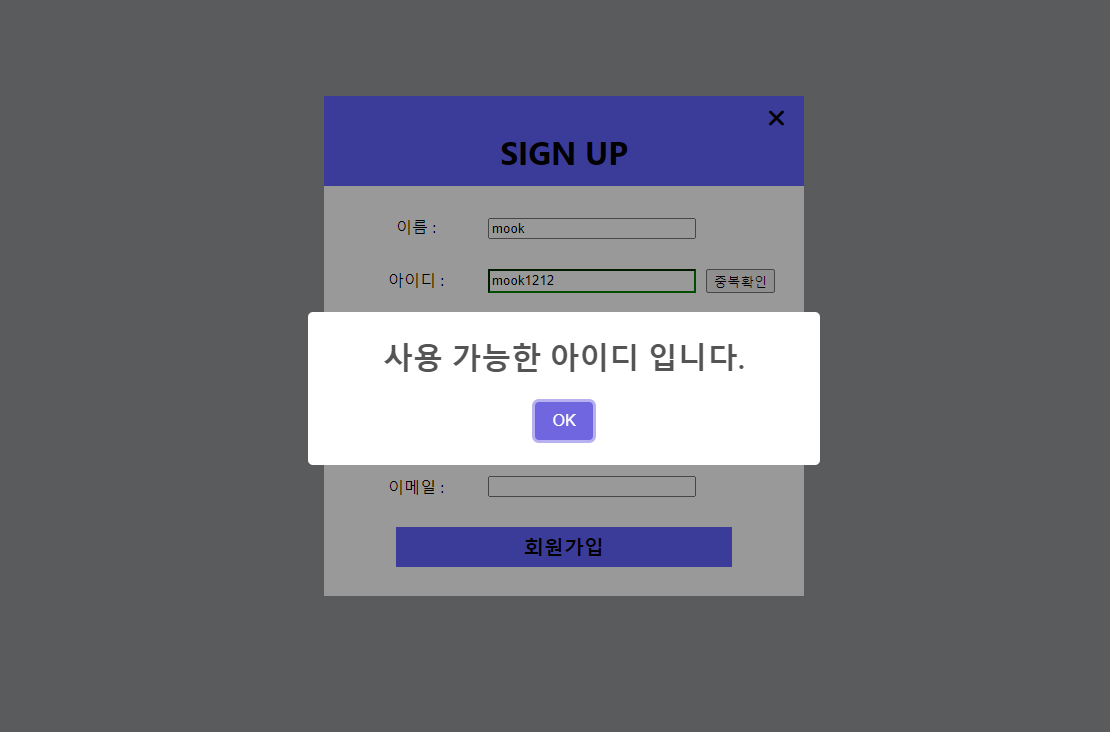 SIGN UP
이름 : mook
아이디 : mook1212 중복확인
사용 가능한 아이디 입니다.
OK
이메일 :
회원가입